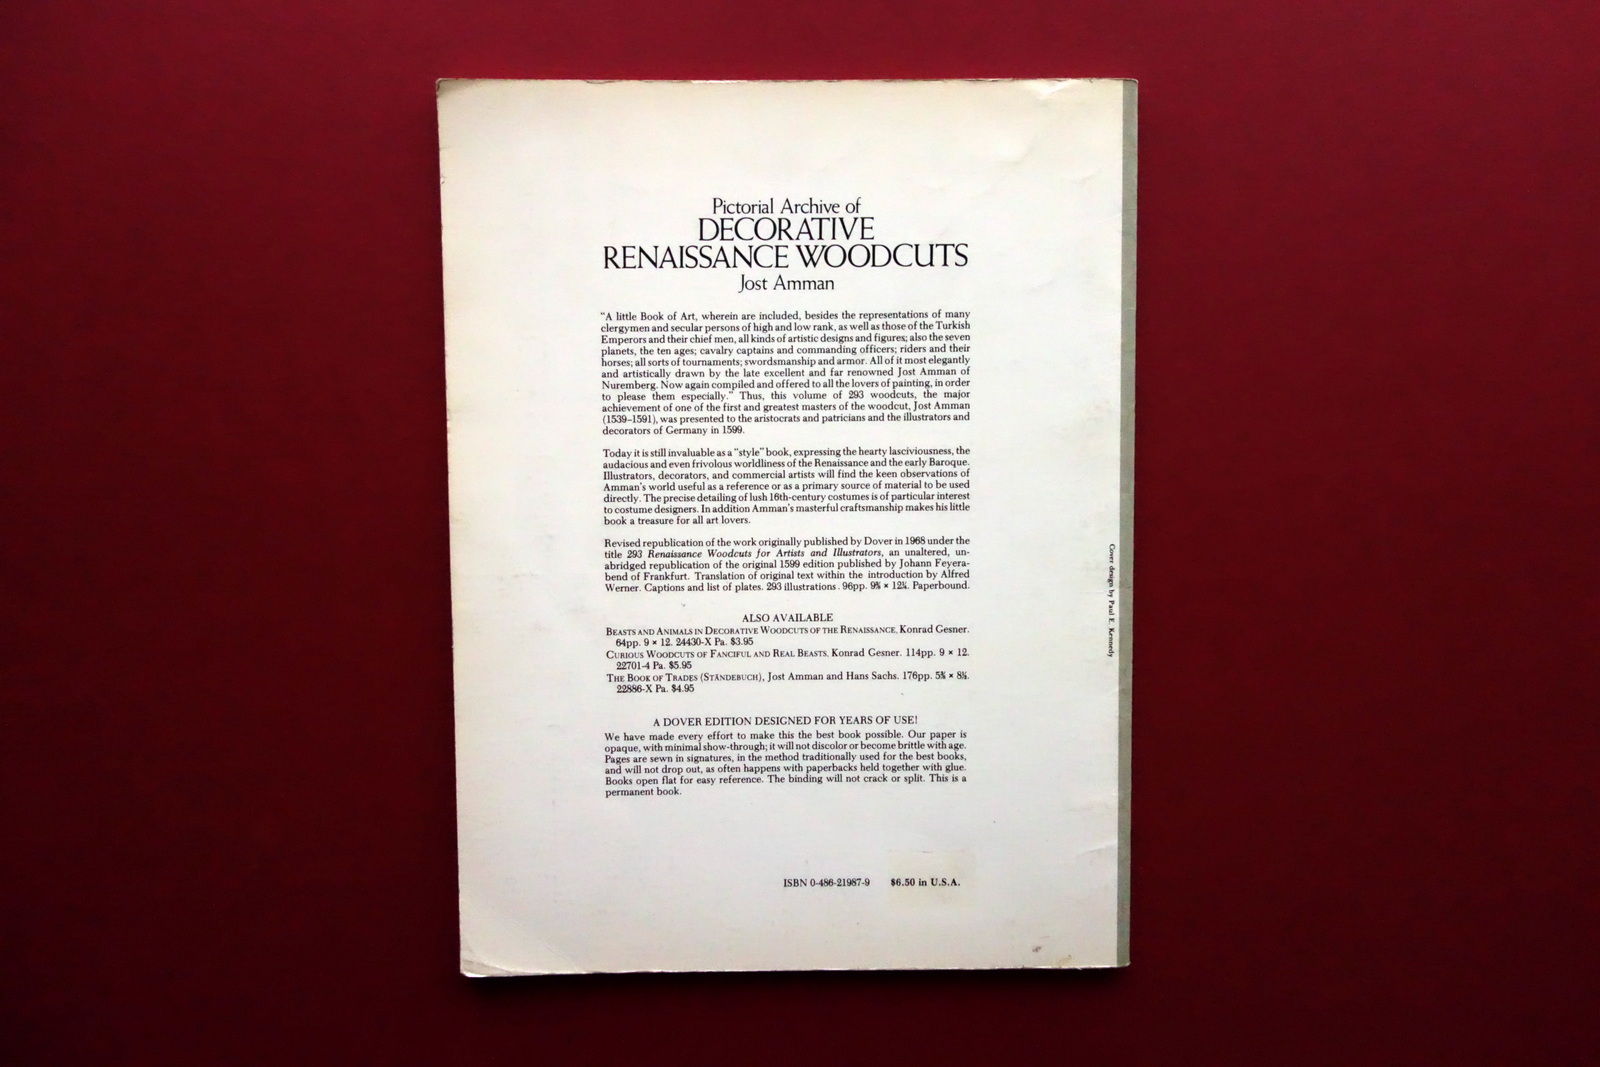 Pictorial Archive of
DECORATIVE
RENAISSANCE WOODCUTS
Jost Amman
"A little Book of Art, wherein are included, besides the representations of many
clergymen and secular persons of high and low rank, as well as those of the Turkish
Emperors and their chief men, all kinds of artistic designs and figures; also the seven
planets, the ten ages; cavalry captains and commanding officers; riders and their
horses; all sorts of tournaments; swordsmanship and armor. All of it most elegantly
and artistically drawn by the late excellent and far renowned Jost Amman of
Nuremberg. Now again compiled and offered to all the lovers of painting, in order
to please them especially." Thus, this volume of 293 woodcuts, the major
achievement of one of the first and greatest masters of the woodcut, Jost Amman
(1539–1591), was presented to the aristocrats and patricians and the illustrators and
decorators of Germany in 1599.
Today it is still invaluable as a "style" book, expressing the hearty lasciviousness, the
audacious and even frivolous worldliness of the Renaissance and the early Baroque.
Illustrators, decorators, and commercial artists will find the keen observations of
Amman's world useful as a reference or as a primary source of material to be used
directly. The precise detailing of lush 16th-century costumes is of particular interest
to costume designers. In addition Amman's masterful craftsmanship makes his little
book a treasure for all art lovers.
Revised republication of the work originally published by Dover in 1968 under the
title 293 Renaissance Woodcuts for Artists and Illustrators, an unaltered, un-
abridged republication of the original 1599 edition published by Johann Feyera-
bend of Frankfurt. Translation of original text within the introduction by Alfred
Werner. Captions and list of plates. 293 illustrations. 96pp. 9⅜ × 12¼. Paperbound.
ALSO AVAILABLE
BEASTS AND ANIMALS IN DECORATIVE WOODCUTS OF THE RENAISSANCE, Konrad Gesner.
64pp. 9 × 12. 24430-X Pa. $3.95
CURIOUS WOODCUTS OF FANCIFUL AND REAL BEASTS, Konrad Gesner. 114pp. 9 × 12.
22701-4 Pa. $5.95
THE BOOK OF TRADES (STÄNDEBUCH), Jost Amman and Hans Sachs. 176pp. 5⅜ × 8½.
22886-X Pa. $4.95
A DOVER EDITION DESIGNED FOR YEARS OF USE!
We have made every effort to make this the best book possible. Our paper is
opaque, with minimal show-through; it will not discolor or become brittle with age.
Pages are sewn in signatures, in the method traditionally used for the best books,
and will not drop out, as often happens with paperbacks held together with glue.
Books open flat for easy reference. The binding will not crack or split. This is a
permanent book.
ISBN 0-486-21987-9 $6.50 in U.S.A.
Cover design by Paul E. Kennedy